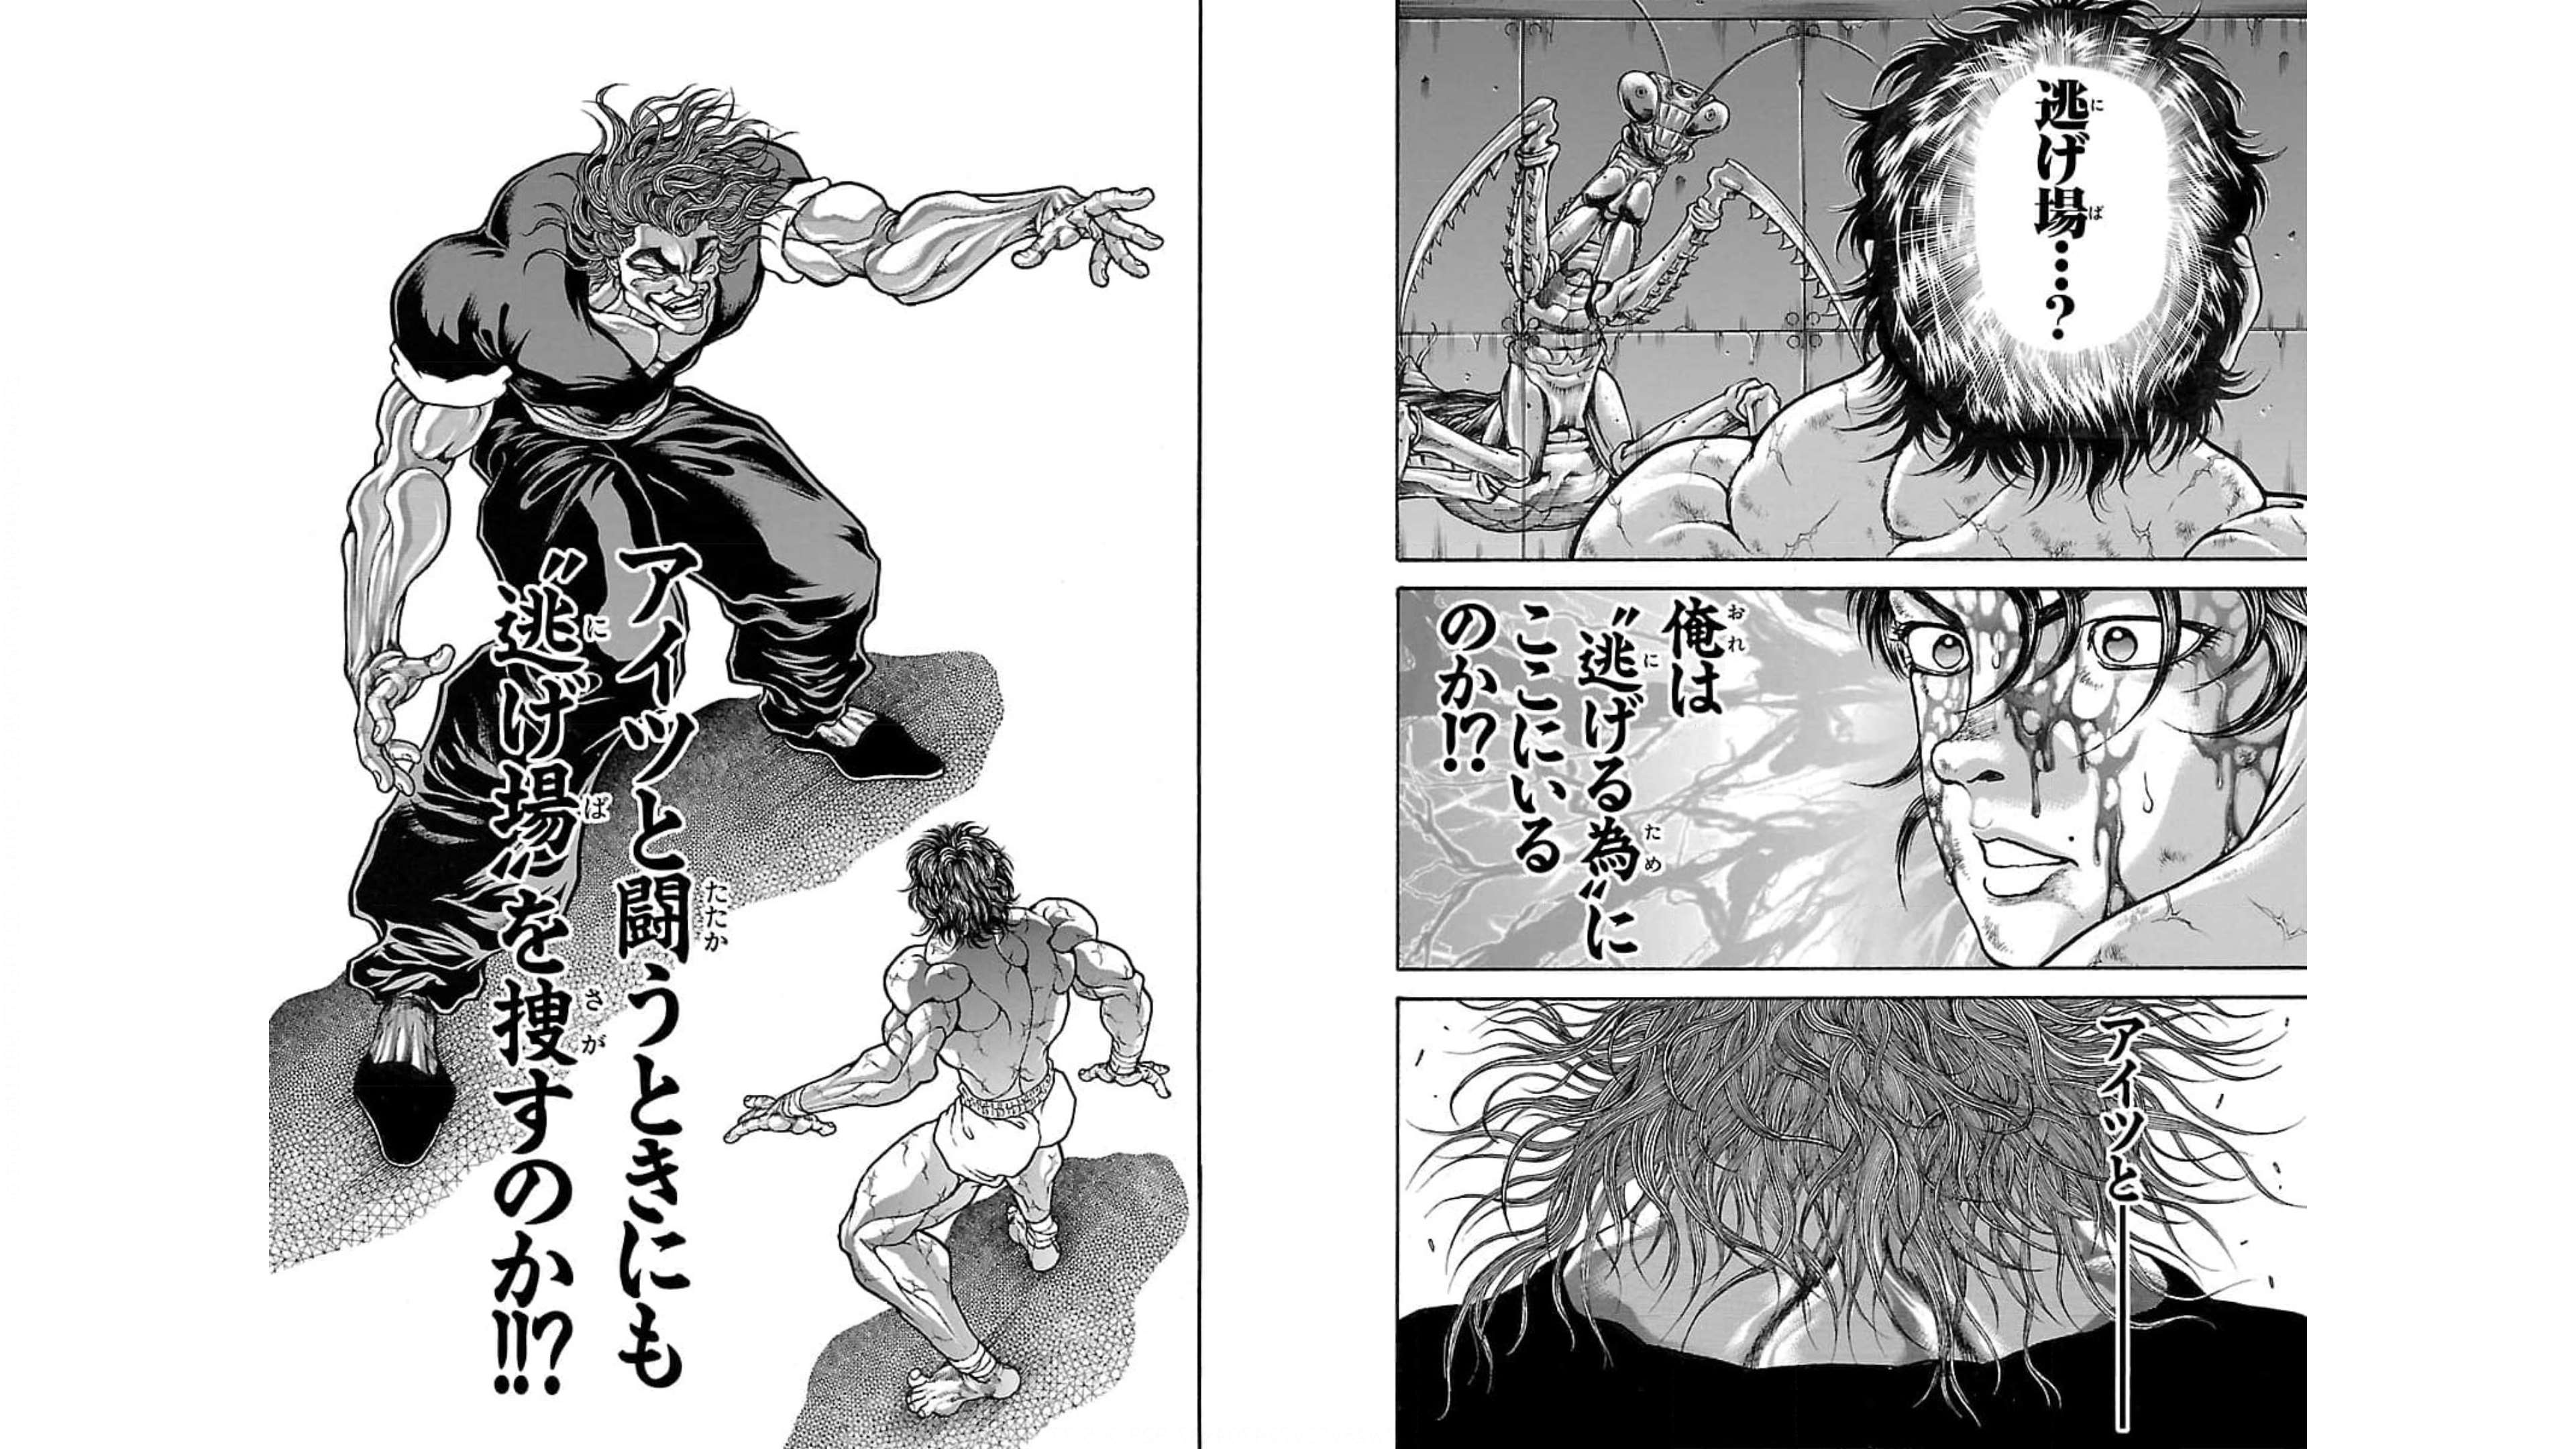 逃げ場……?
俺は
〝逃げる為〟に
ここにいる
のか!?
アイツと――
アイツと闘うときにも
〝逃げ場〟を捜すのか!!?